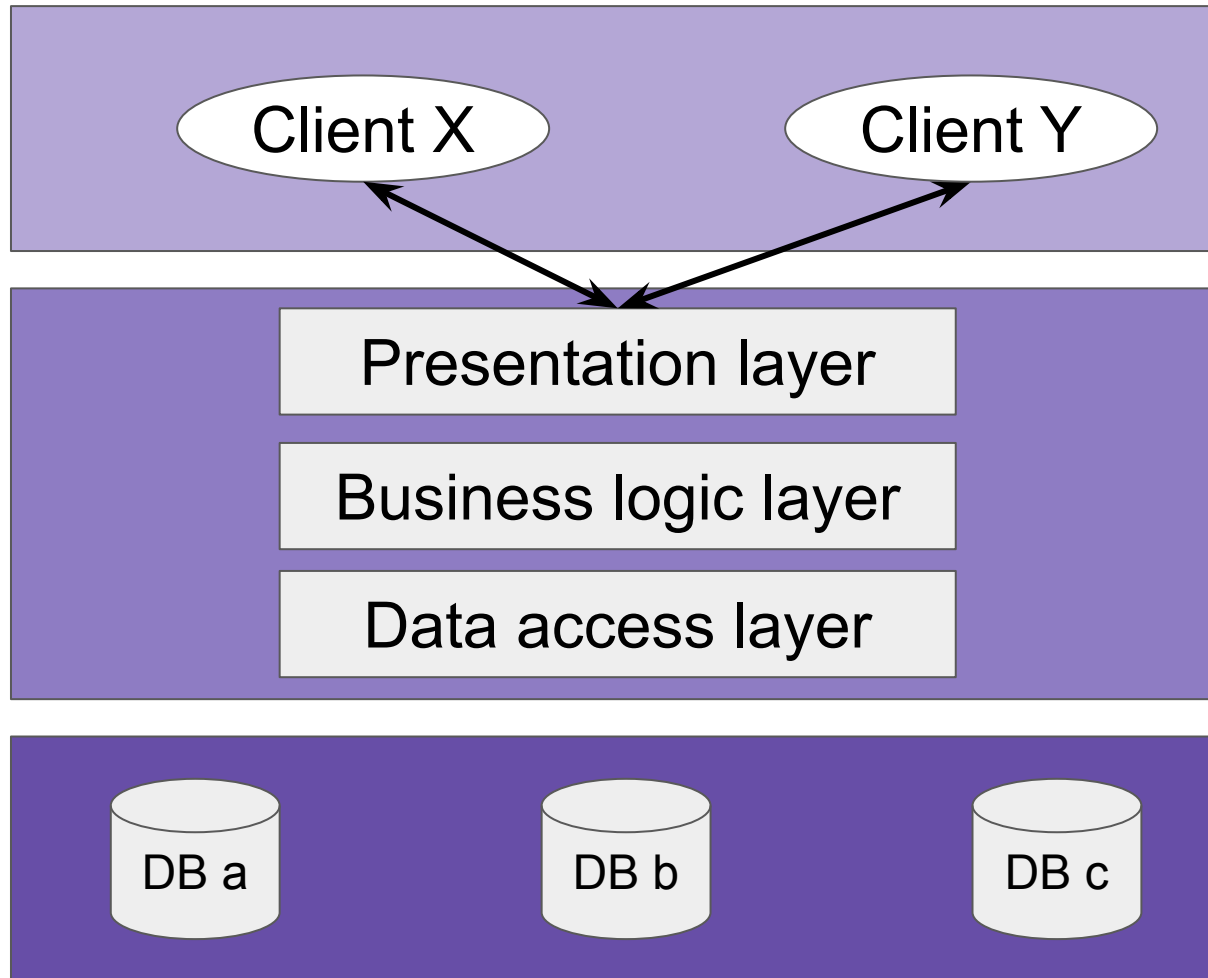 Client X
Client Y
Presentation layer
Business logic layer
Data access layer
DB a
DB b
DB c